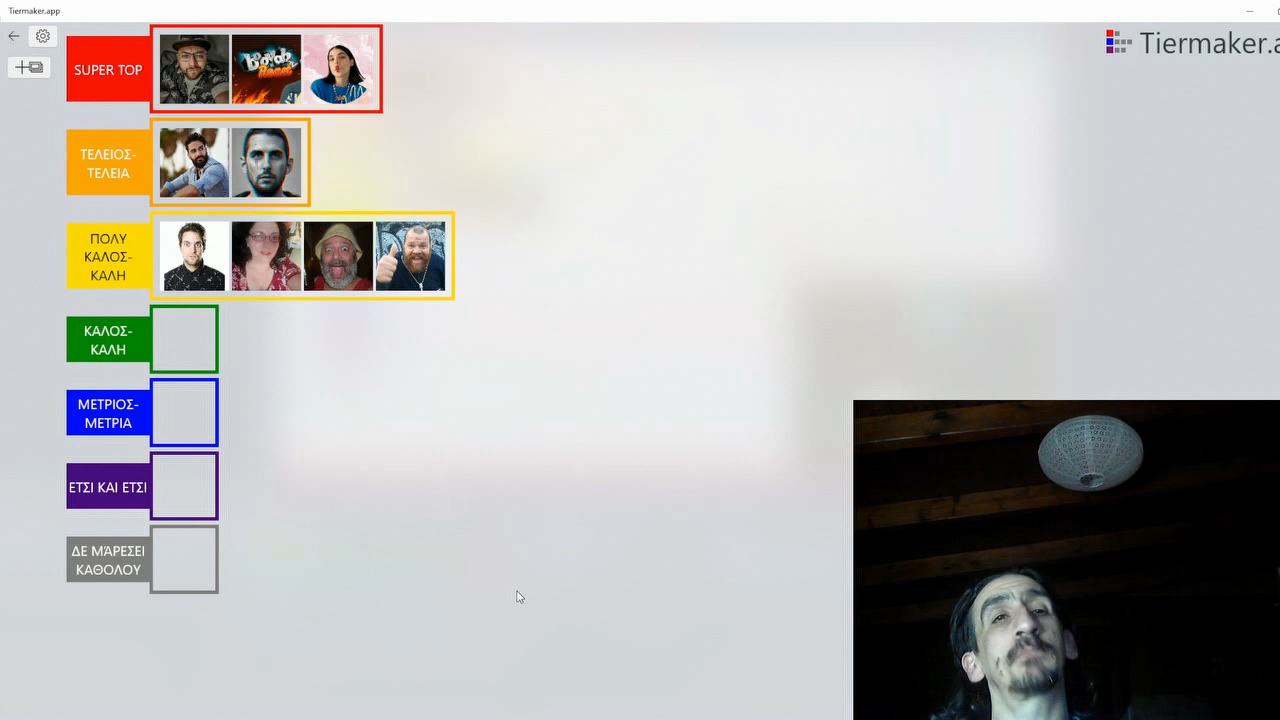 Tiermaker.app
Tiermaker.a
SUPER TOP
ΤΕΛΕΙΟΣ-
ΤΕΛΕΙΑ
ΠΟΛΥ
ΚΑΛΟΣ-
ΚΑΛΗ
ΚΑΛΟΣ-
ΚΑΛΗ
ΜΕΤΡΙΟΣ-
ΜΕΤΡΙΑ
ΕΤΣΙ ΚΑΙ ΕΤΣΙ
ΔΕ ΜΆΡΕΣΕΙ
ΚΑΘΟΛΟΥ